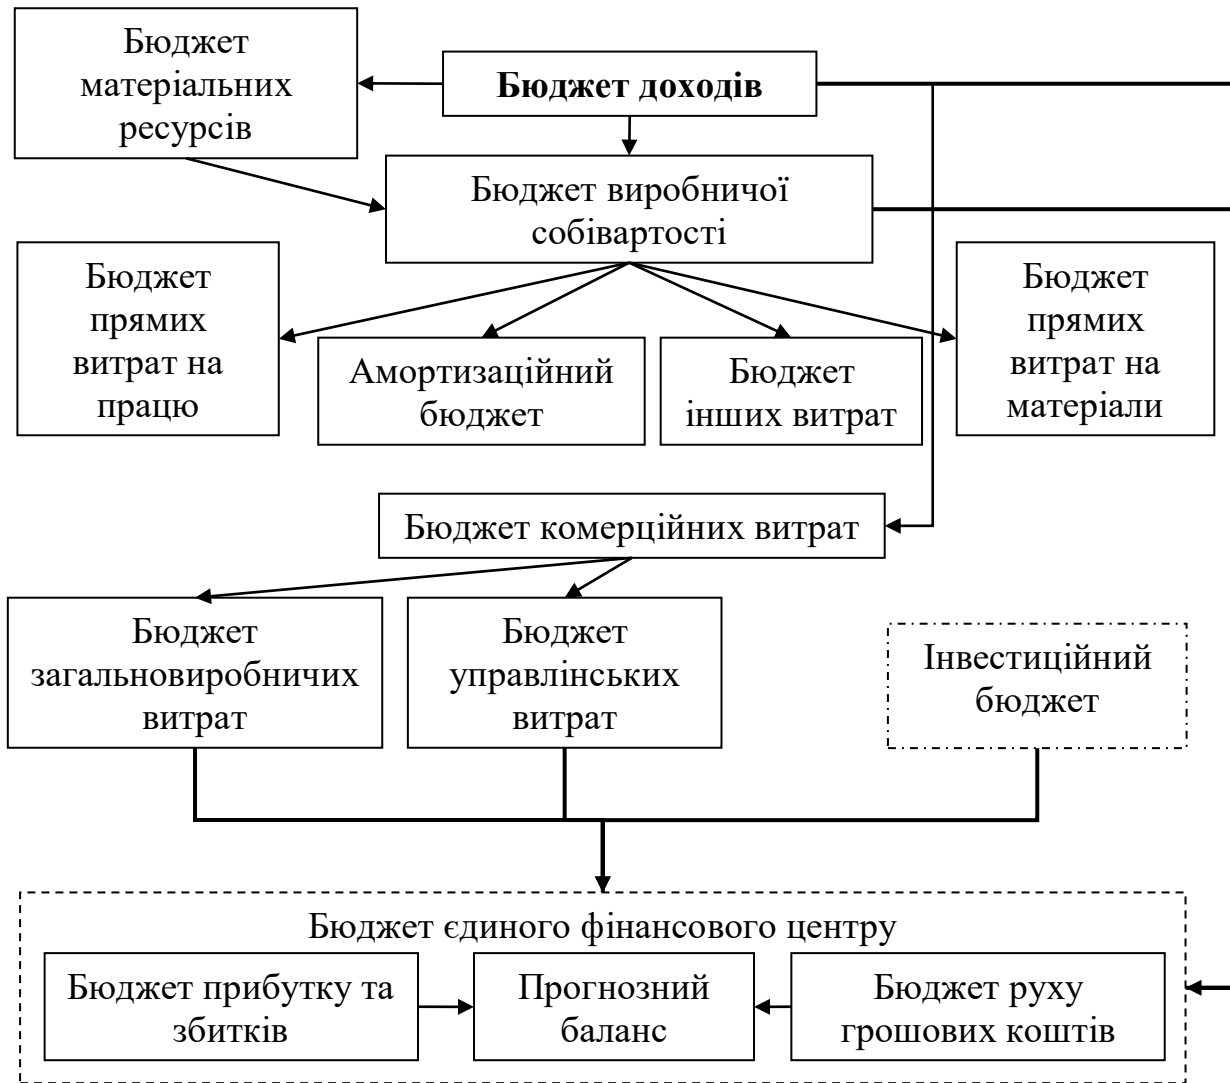 Бюджет
матеріальних
ресурсів
Бюджет доходів
Бюджет виробничої
собівартості
Бюджет
прямих
витрат на
працю
Амортизаційний
бюджет
Бюджет
інших витрат
Бюджет
прямих
витрат на
матеріали
Бюджет комерційних витрат
Бюджет
загальновиробничих
витрат
Бюджет
управлінських
витрат
Інвестиційний
бюджет
Бюджет єдиного фінансового центру
Бюджет прибутку та
збитків
Прогнозний
баланс
Бюджет руху
грошових коштів